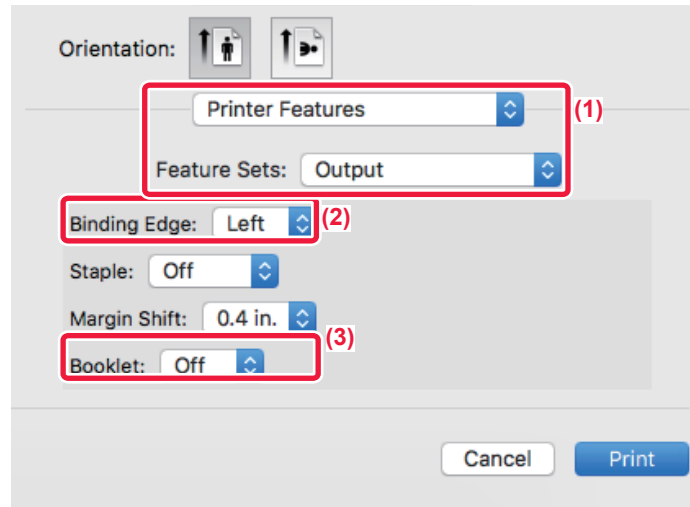 Orientation:
Printer Features
(1)
Feature Sets: Output
Binding Edge: Left
(2)
Staple: Off
Margin Shift: 0.4 in.
(3)
Booklet: Off
Cancel Print